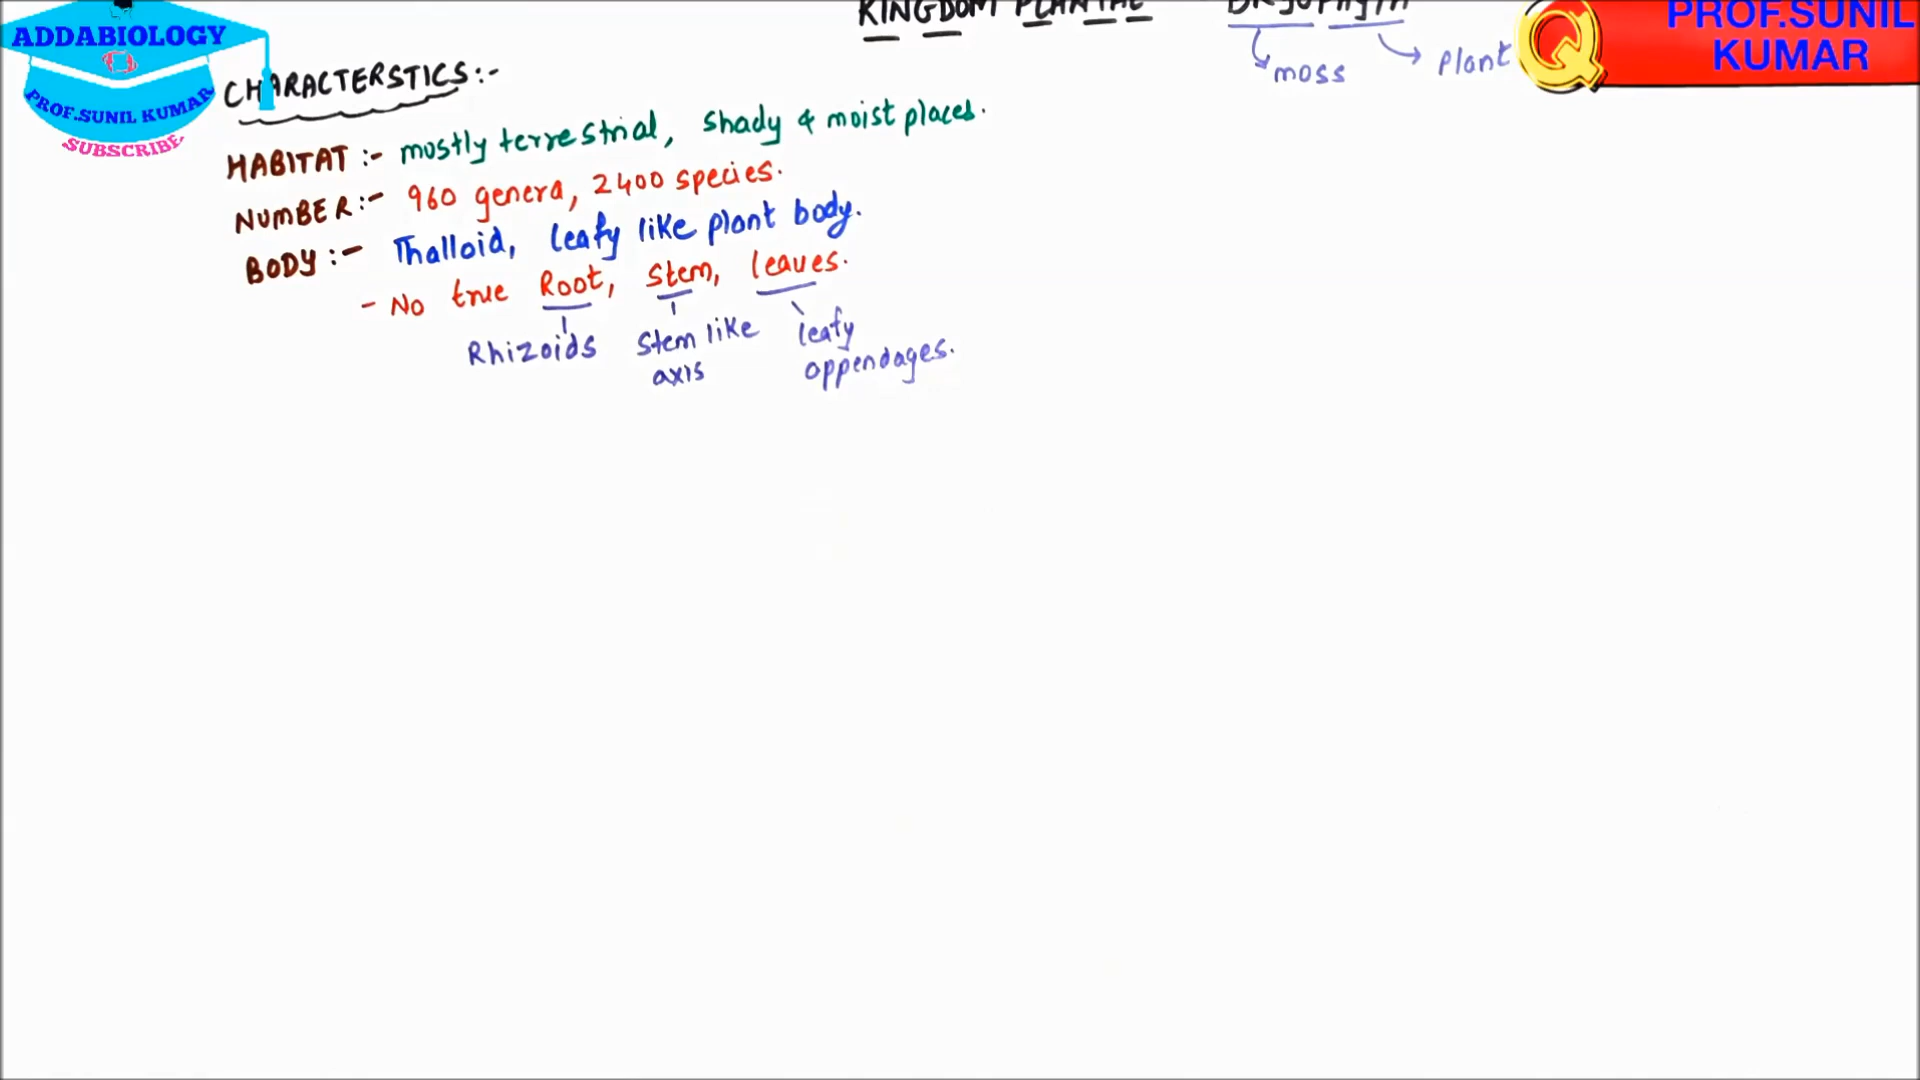 ADDABIOLOGY
PROF.SUNIL KUMAR
SUBSCRIBE
KINGDOM PLANTAE
moss
plant
PROF.SUNIL
KUMAR
CHARACTERSTICS:-
HABITAT :- mostly terrestrial, shady & moist places.
NUMBER:- 960 genera, 2400 species.
BODY :- Thalloid, leafy like plant body.
- No true Root, Stem, leaves.
Rhizoids Stem like leafy
axis appendages.